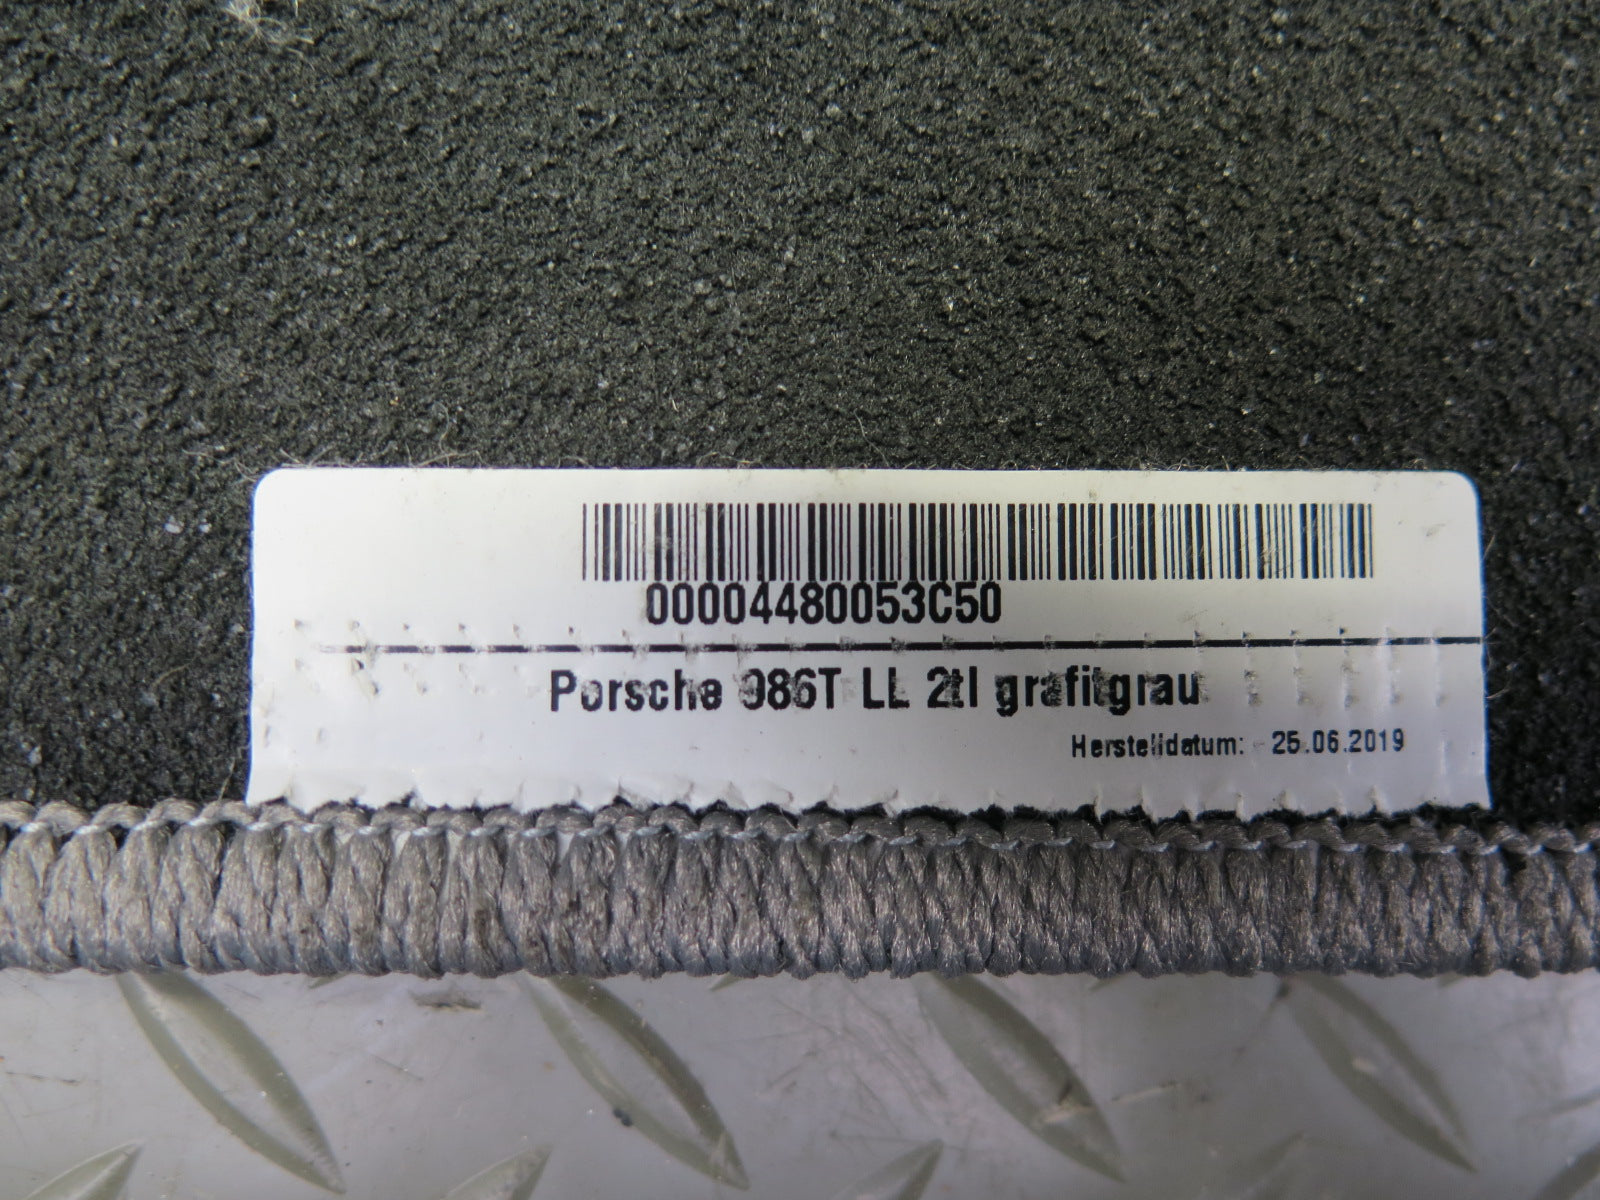 00004480053C50
Porsche 986T LL 2tl grafitgrau
Herstelldatum: 25.06.2019